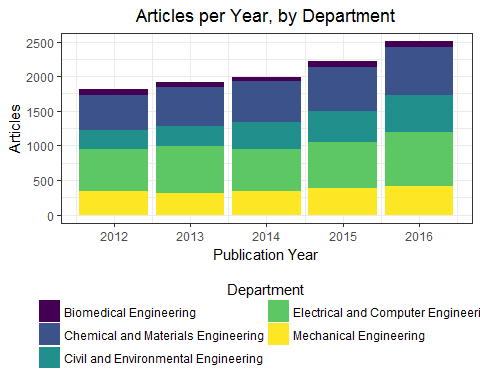 Articles per Year, by Department
2500
2000
1500
1000
500
0
Articles
2012 2013 2014 2015 2016
Publication Year
Department
Biomedical Engineering
Electrical and Computer Engineeri
Chemical and Materials Engineering
Mechanical Engineering
Civil and Environmental Engineering